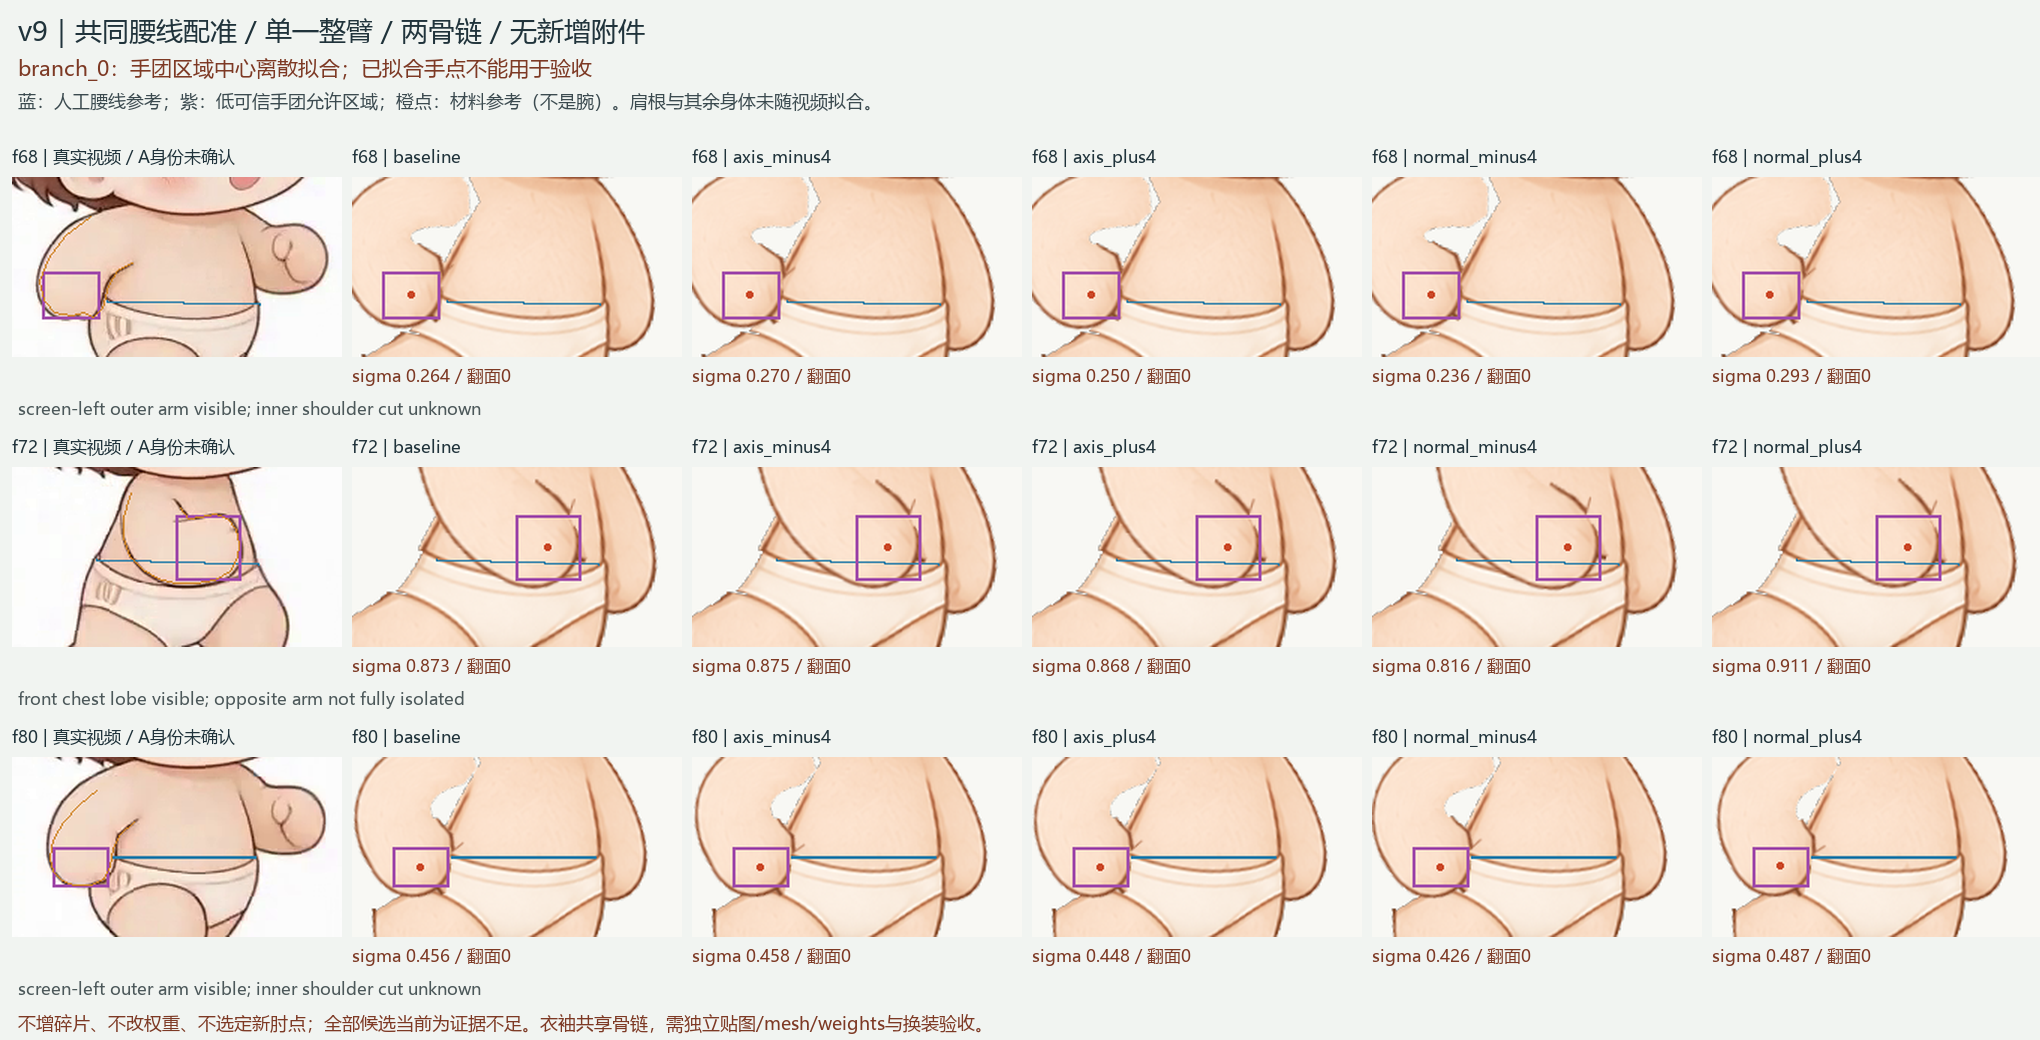 v9 | 共同腰线配准 / 单一整臂 / 两骨链 / 无新增附件
branch_0：手团区域中心离散拟合；已拟合手点不能用于验收
蓝：人工腰线参考；紫：低可信手团允许区域；橙点：材料参考（不是腕）。肩根与其余身体未随视频拟合。
f68 | 真实视频 / A身份未确认
f68 | baseline
f68 | axis_minus4
f68 | axis_plus4
f68 | normal_minus4
f68 | normal_plus4
sigma 0.264 / 翻面0
sigma 0.270 / 翻面0
sigma 0.250 / 翻面0
sigma 0.236 / 翻面0
sigma 0.293 / 翻面0
screen-left outer arm visible; inner shoulder cut unknown
f72 | 真实视频 / A身份未确认
f72 | baseline
f72 | axis_minus4
f72 | axis_plus4
f72 | normal_minus4
f72 | normal_plus4
sigma 0.873 / 翻面0
sigma 0.875 / 翻面0
sigma 0.868 / 翻面0
sigma 0.816 / 翻面0
sigma 0.911 / 翻面0
front chest lobe visible; opposite arm not fully isolated
f80 | 真实视频 / A身份未确认
f80 | baseline
f80 | axis_minus4
f80 | axis_plus4
f80 | normal_minus4
f80 | normal_plus4
sigma 0.456 / 翻面0
sigma 0.458 / 翻面0
sigma 0.448 / 翻面0
sigma 0.426 / 翻面0
sigma 0.487 / 翻面0
screen-left outer arm visible; inner shoulder cut unknown
不增碎片、不改权重、不选定新肘点；全部候选当前为证据不足。衣袖共享骨链，需独立贴图/mesh/weights与换装验收。